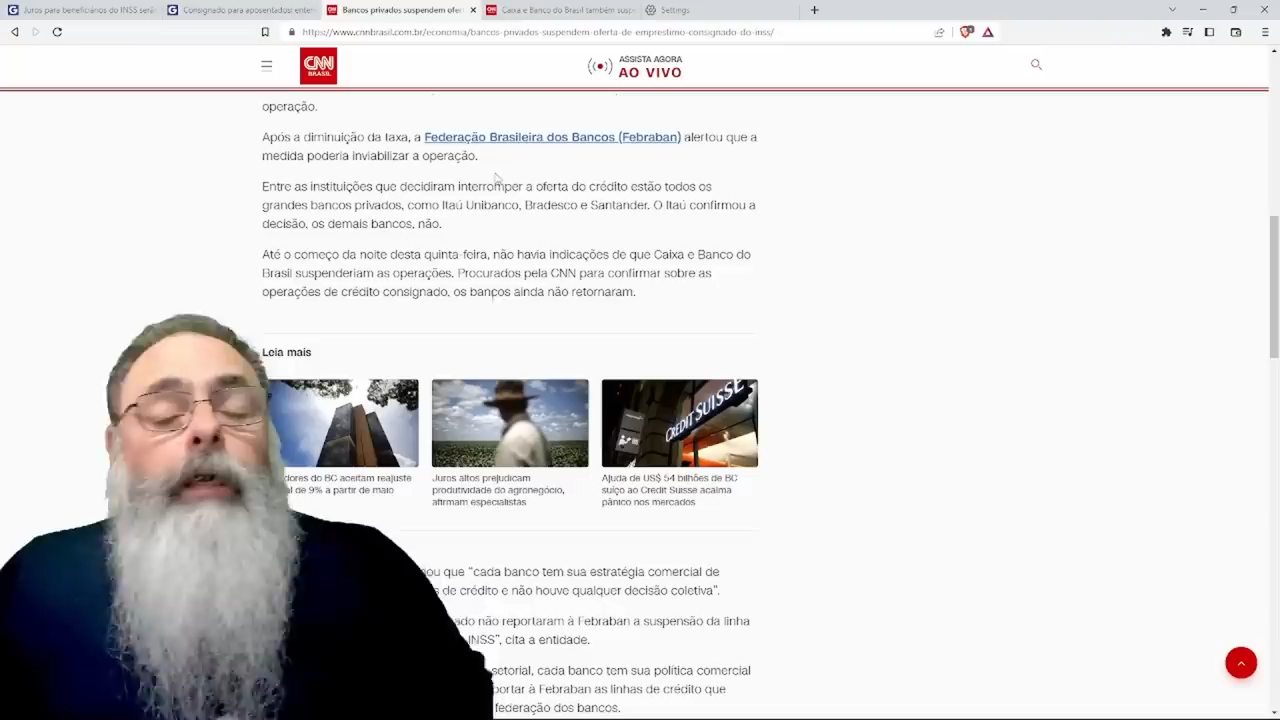 Juros para beneficiários do INSS serã
Consignado para aposentados: enten
Bancos privados suspendem ofer
Caixa e Banco do Brasil também susp
Settings
https://www.cnnbrasil.com.br/economia/bancos-privados-suspendem-oferta-de-emprestimo-consignado-do-inss/
CNN
BRASIL
ASSISTA AGORA
AO VIVO
operação.
Após a diminuição da taxa, a Federação Brasileira dos Bancos (Febraban) alertou que a
medida poderia inviabilizar a operação.
Entre as instituições que decidiram interromper a oferta do crédito estão todos os
grandes bancos privados, como Itaú Unibanco, Bradesco e Santander. O Itaú confirmou a
decisão, os demais bancos, não.
Até o começo da noite desta quinta-feira, não havia indicações de que Caixa e Banco do
Brasil suspenderiam as operações. Procurados pela CNN para confirmar sobre as
operações de crédito consignado, os bancos ainda não retornaram.
Leia mais
CREDIT SUISSE
dores do BC aceitam reajuste
l de 9% a partir de maio
Juros altos prejudicam
produtividade do agronegócio,
afirmam especialistas
Ajuda de US$ 54 bilhões de BC
suíço ao Credit Suisse acalma
pânico nos mercados
ou que “cada banco tem sua estratégia comercial de
s de crédito e não houve qualquer decisão coletiva”.
ado não reportaram à Febraban a suspensão da linha
INSS”, cita a entidade.
setorial, cada banco tem sua política comercial
portar à Febraban as linhas de crédito que
federação dos bancos.